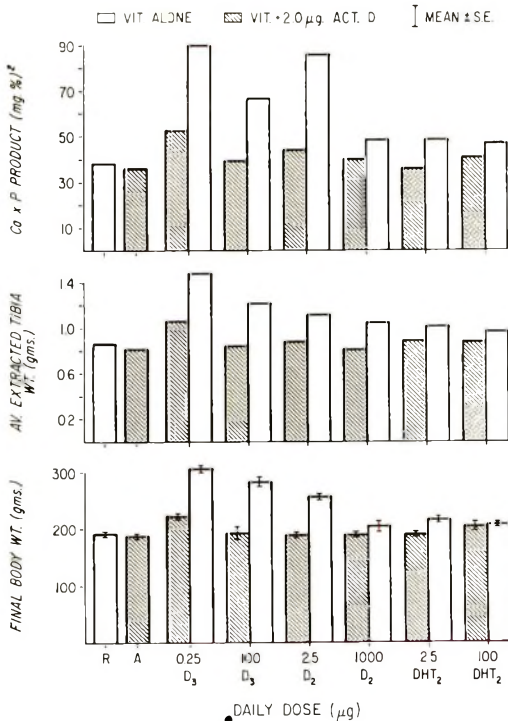 VIT ALONE VIT. + 2.0 µg. ACT. D MEAN ± S.E.
Ca x P PRODUCT (mg %)²
90
70
50
30
10
AV. EXTRACTED TIBIA
WT. (gms.)
1.4
1.0
0.6
0.2
FINAL BODY WT. (gms.)
300
200
100
R A 0.25 100 2.5 1000 2.5 100
D₃ D₃ D₂ D₂ DHT₂ DHT₂
DAILY DOSE (µg)